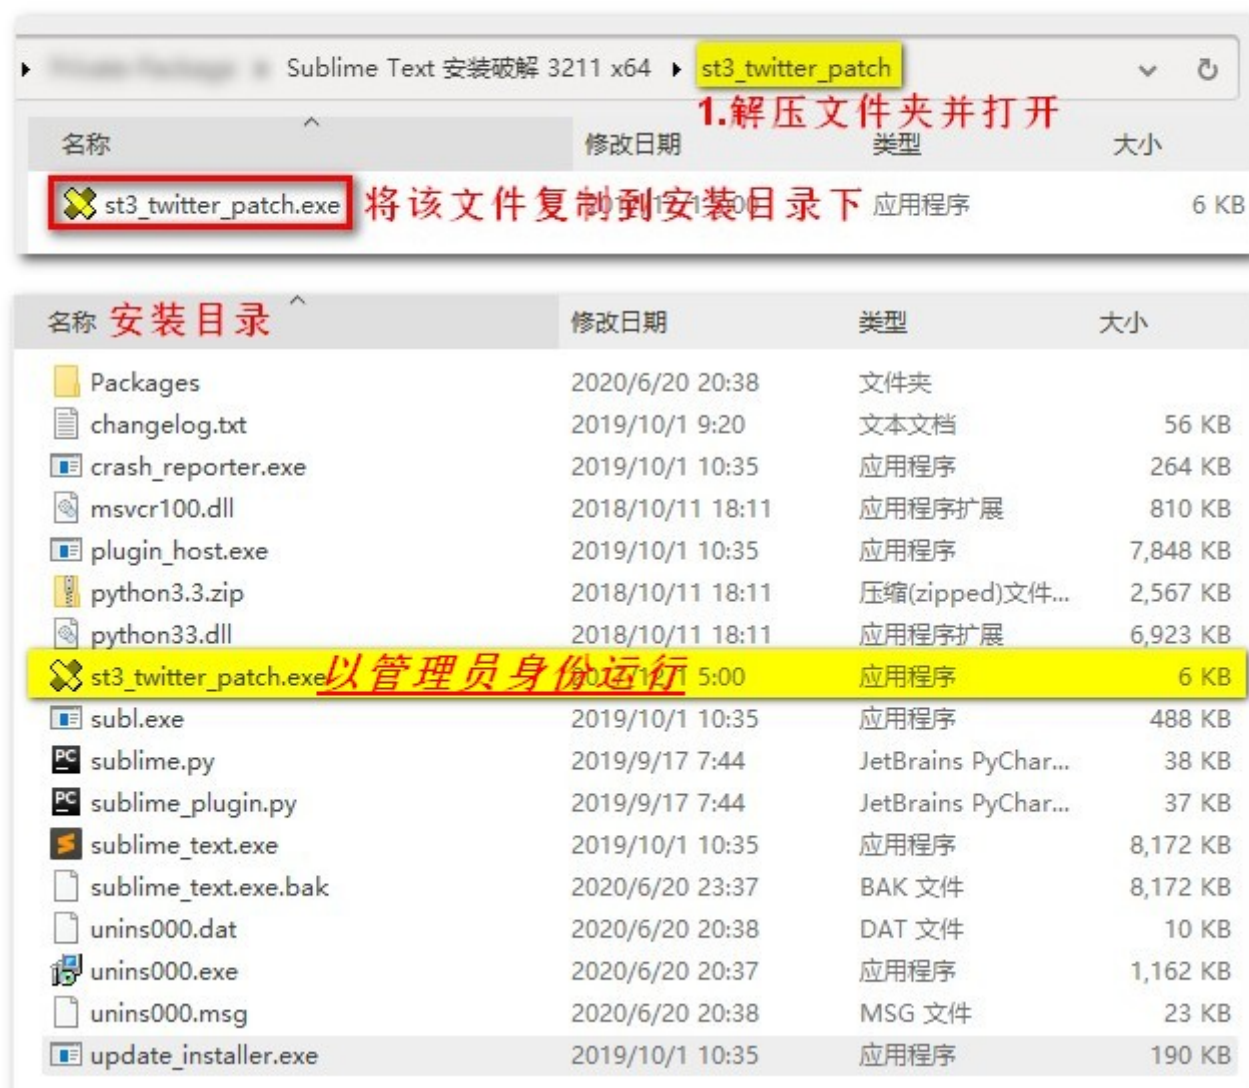 Sublime Text 安装破解 3211 x64 st3_twitter_patch
1.解压文件夹并打开
名称 修改日期 类型 大小
st3_twitter_patch.exe 将该文件复制到安装目录下 应用程序 6 KB
名称 安装目录 修改日期 类型 大小
Packages 2020/6/20 20:38 文件夹
changelog.txt 2019/10/1 9:20 文本文档 56 KB
crash_reporter.exe 2019/10/1 10:35 应用程序 264 KB
msvcr100.dll 2018/10/11 18:11 应用程序扩展 810 KB
plugin_host.exe 2019/10/1 10:35 应用程序 7,848 KB
python3.3.zip 2018/10/11 18:11 压缩(zipped)文件... 2,567 KB
python33.dll 2018/10/11 18:11 应用程序扩展 6,923 KB
st3_twitter_patch.exe 以管理员身份运行 5:00 应用程序 6 KB
subl.exe 2019/10/1 10:35 应用程序 488 KB
sublime.py 2019/9/17 7:44 JetBrains PyChar... 38 KB
sublime_plugin.py 2019/9/17 7:44 JetBrains PyChar... 37 KB
sublime_text.exe 2019/10/1 10:35 应用程序 8,172 KB
sublime_text.exe.bak 2020/6/20 23:37 BAK 文件 8,172 KB
unins000.dat 2020/6/20 20:38 DAT 文件 10 KB
unins000.exe 2020/6/20 20:37 应用程序 1,162 KB
unins000.msg 2020/6/20 20:38 MSG 文件 23 KB
update_installer.exe 2019/10/1 10:35 应用程序 190 KB